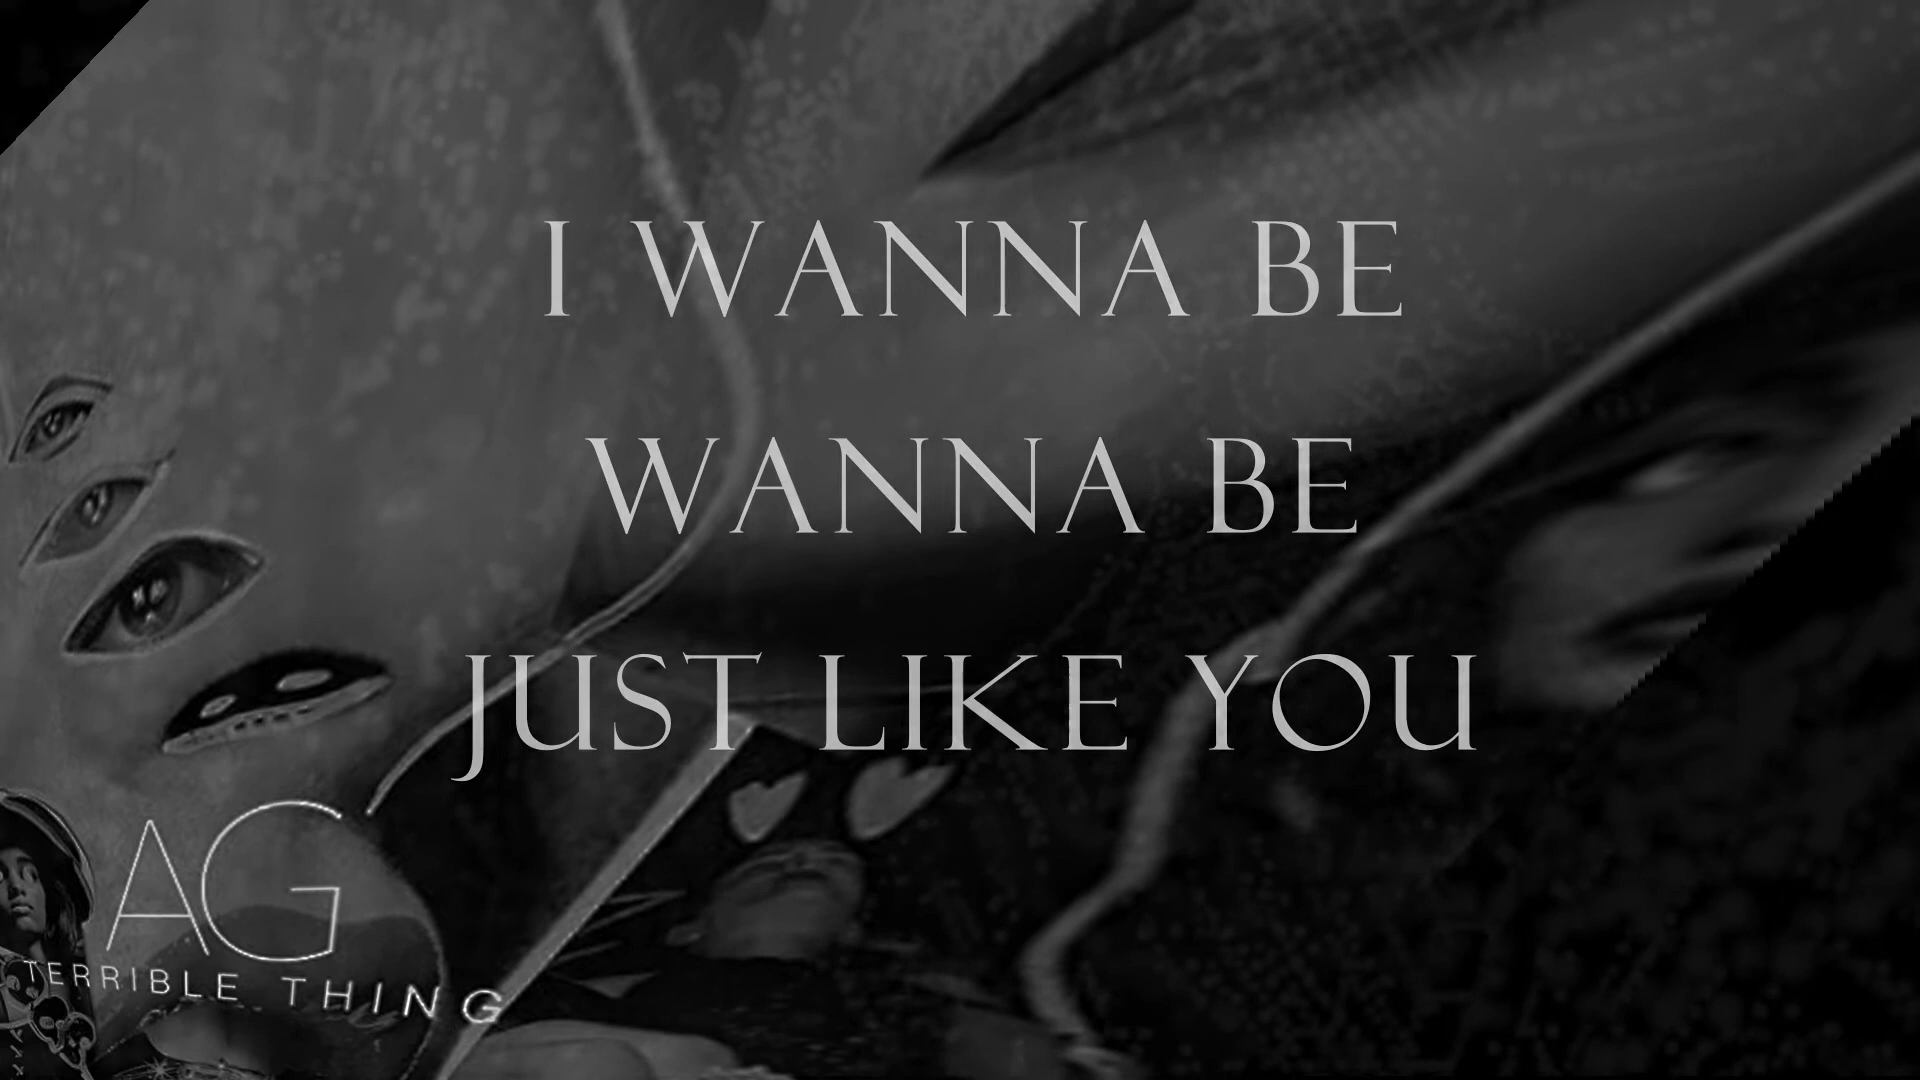 I WANNA BE
WANNA BE
JUST LIKE YOU
AG
TERRIBLE THING